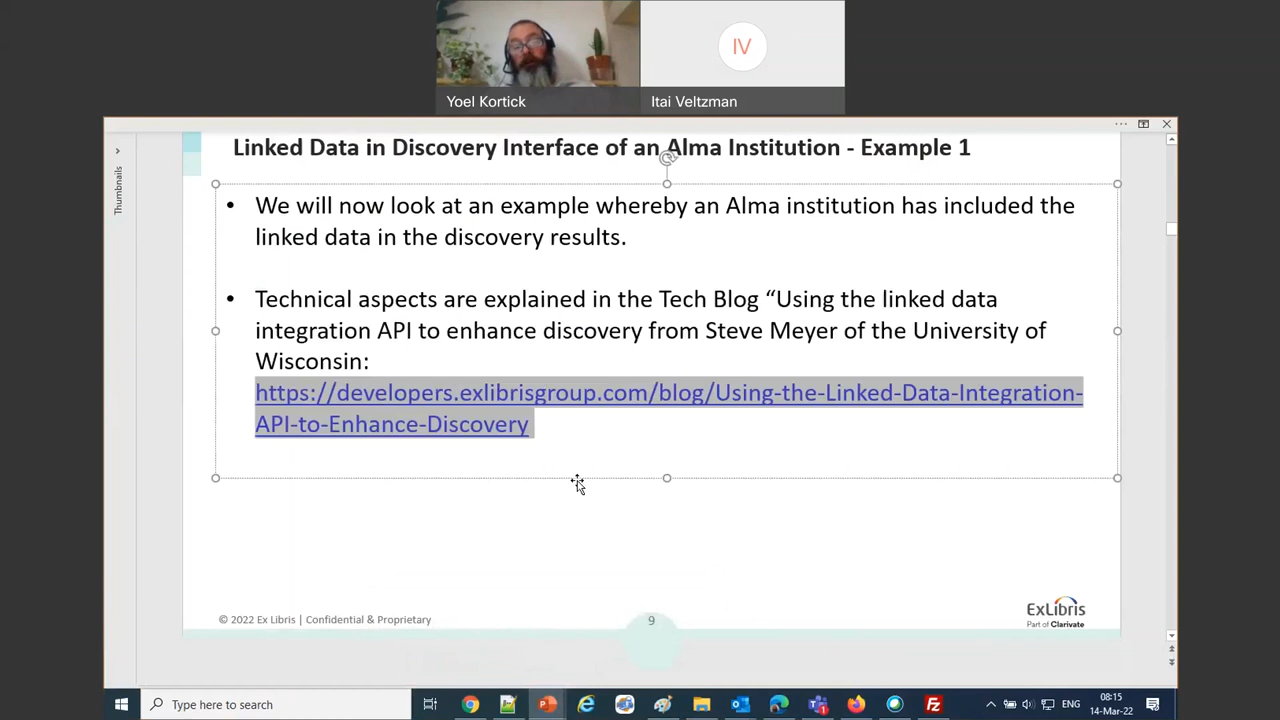 IV
Yoel Kortick
Itai Veltzman
Thumbnails
Linked Data in Discovery Interface of an Alma Institution - Example 1
• We will now look at an example whereby an Alma institution has included the
linked data in the discovery results.
• Technical aspects are explained in the Tech Blog “Using the linked data
integration API to enhance discovery from Steve Meyer of the University of
Wisconsin:
https://developers.exlibrisgroup.com/blog/Using-the-Linked-Data-Integration-
API-to-Enhance-Discovery
© 2022 Ex Libris | Confidential & Proprietary
9
ExLibris
Part of Clarivate
Type here to search
ENG
08:15
14-Mar-22